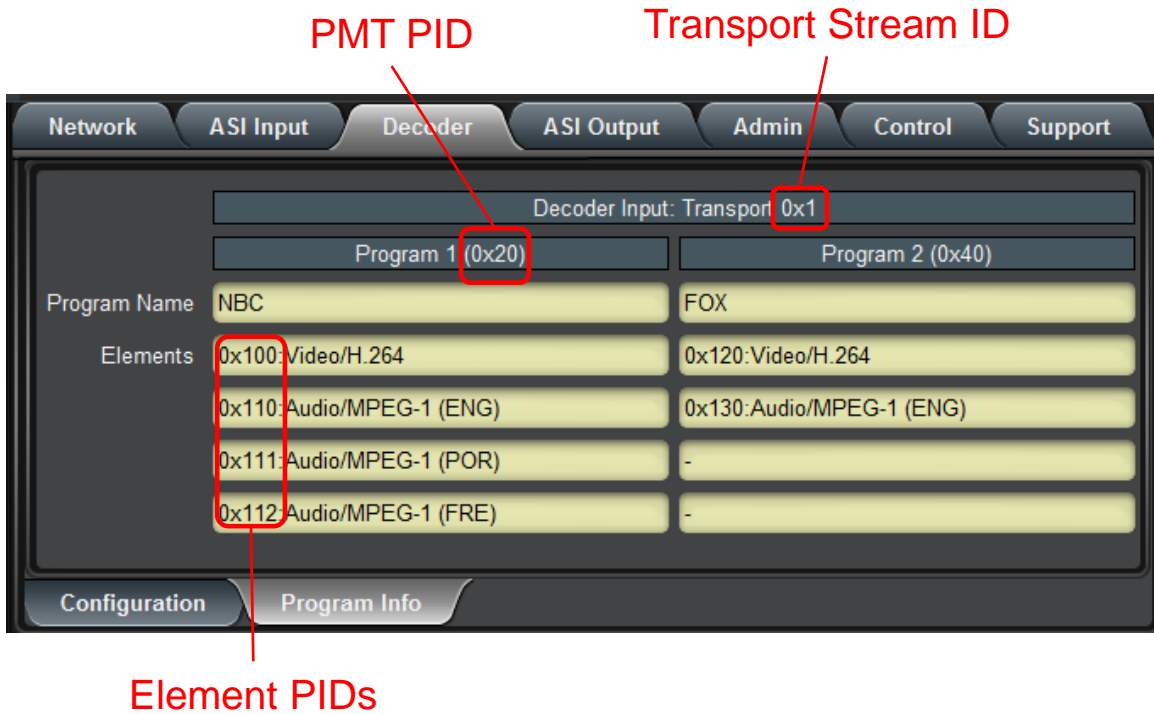 PMT PID
Transport Stream ID
Network ASI Input Decoder ASI Output Admin Control Support
Decoder Input: Transport 0x1
Program 1 (0x20) Program 2 (0x40)
Program Name NBC FOX
Elements 0x100:Video/H.264 0x120:Video/H.264
0x110:Audio/MPEG-1 (ENG) 0x130:Audio/MPEG-1 (ENG)
0x111:Audio/MPEG-1 (POR) -
0x112:Audio/MPEG-1 (FRE) -
Configuration Program Info
Element PIDs